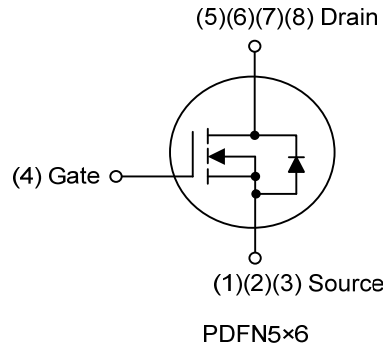 (5)(6)(7)(8) Drain
(4) Gate
(1)(2)(3) Source
PDFN5×6